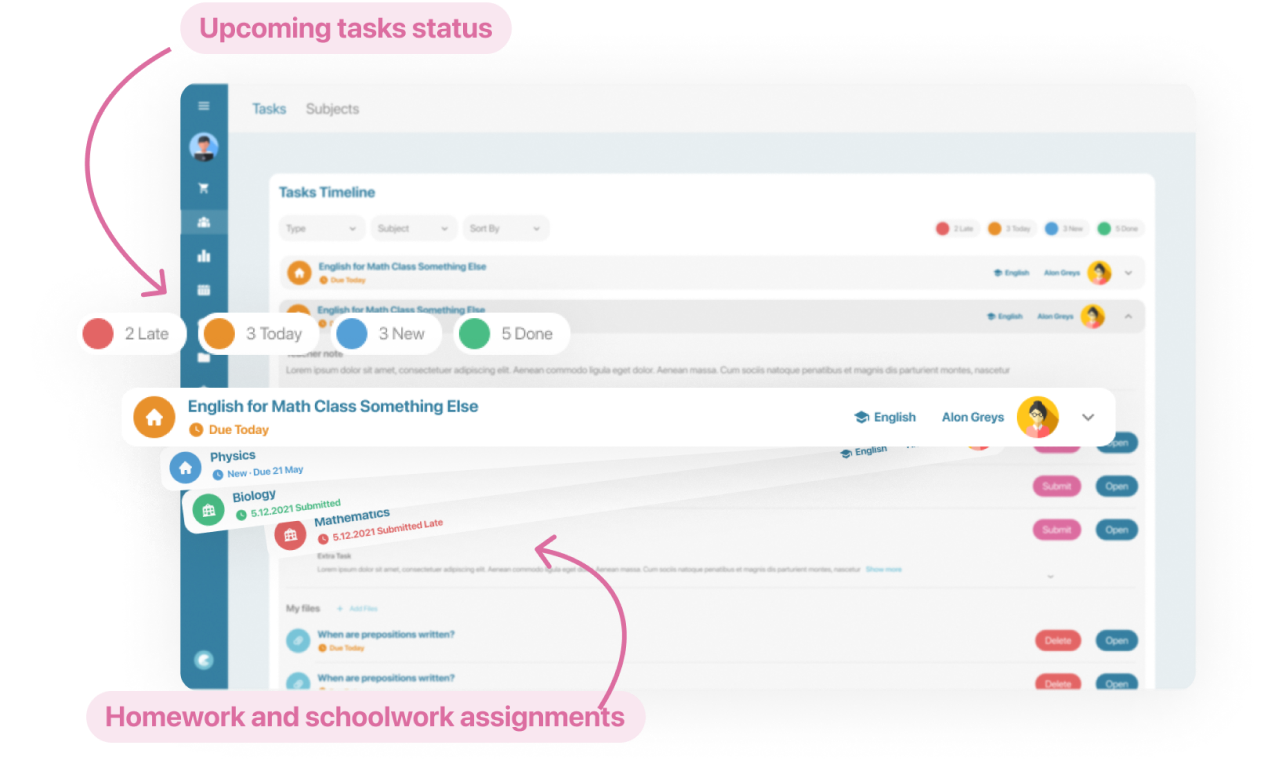 Upcoming tasks status
Tasks Subjects
Tasks Timeline
Type Subject Sort By 2 Late 3 Today 3 New 5 Done
English for Math Class Something Else
Due Today
English Alon Greys
English for Math Class Something Else
English Alon Greys
2 Late 3 Today 3 New 5 Done
Lorem ipsum dolor sit amet, consectetuer adipiscing elit. Aenean commodo ligula eget dolor. Aenean massa. Cum sociis natoque penatibus et magnis dis parturient montes, nascetur
English for Math Class Something Else
Due Today
English Alon Greys
Physics
New · Due 21 May
English
Biology
5.12.2021 Submitted
Mathematics
5.12.2021 Submitted Late
Submit Open
Submit Open
Extra Task
Lorem ipsum dolor sit amet, consectetuer adipiscing elit. Aenean commodo ligula eget dolor. Aenean massa. Cum sociis natoque penatibus et magnis dis parturient montes, nascetur Show more
My files + Add Files
When are prepositions written?
Due Today
Delete Open
When are prepositions written?
Delete Open
Homework and schoolwork assignments